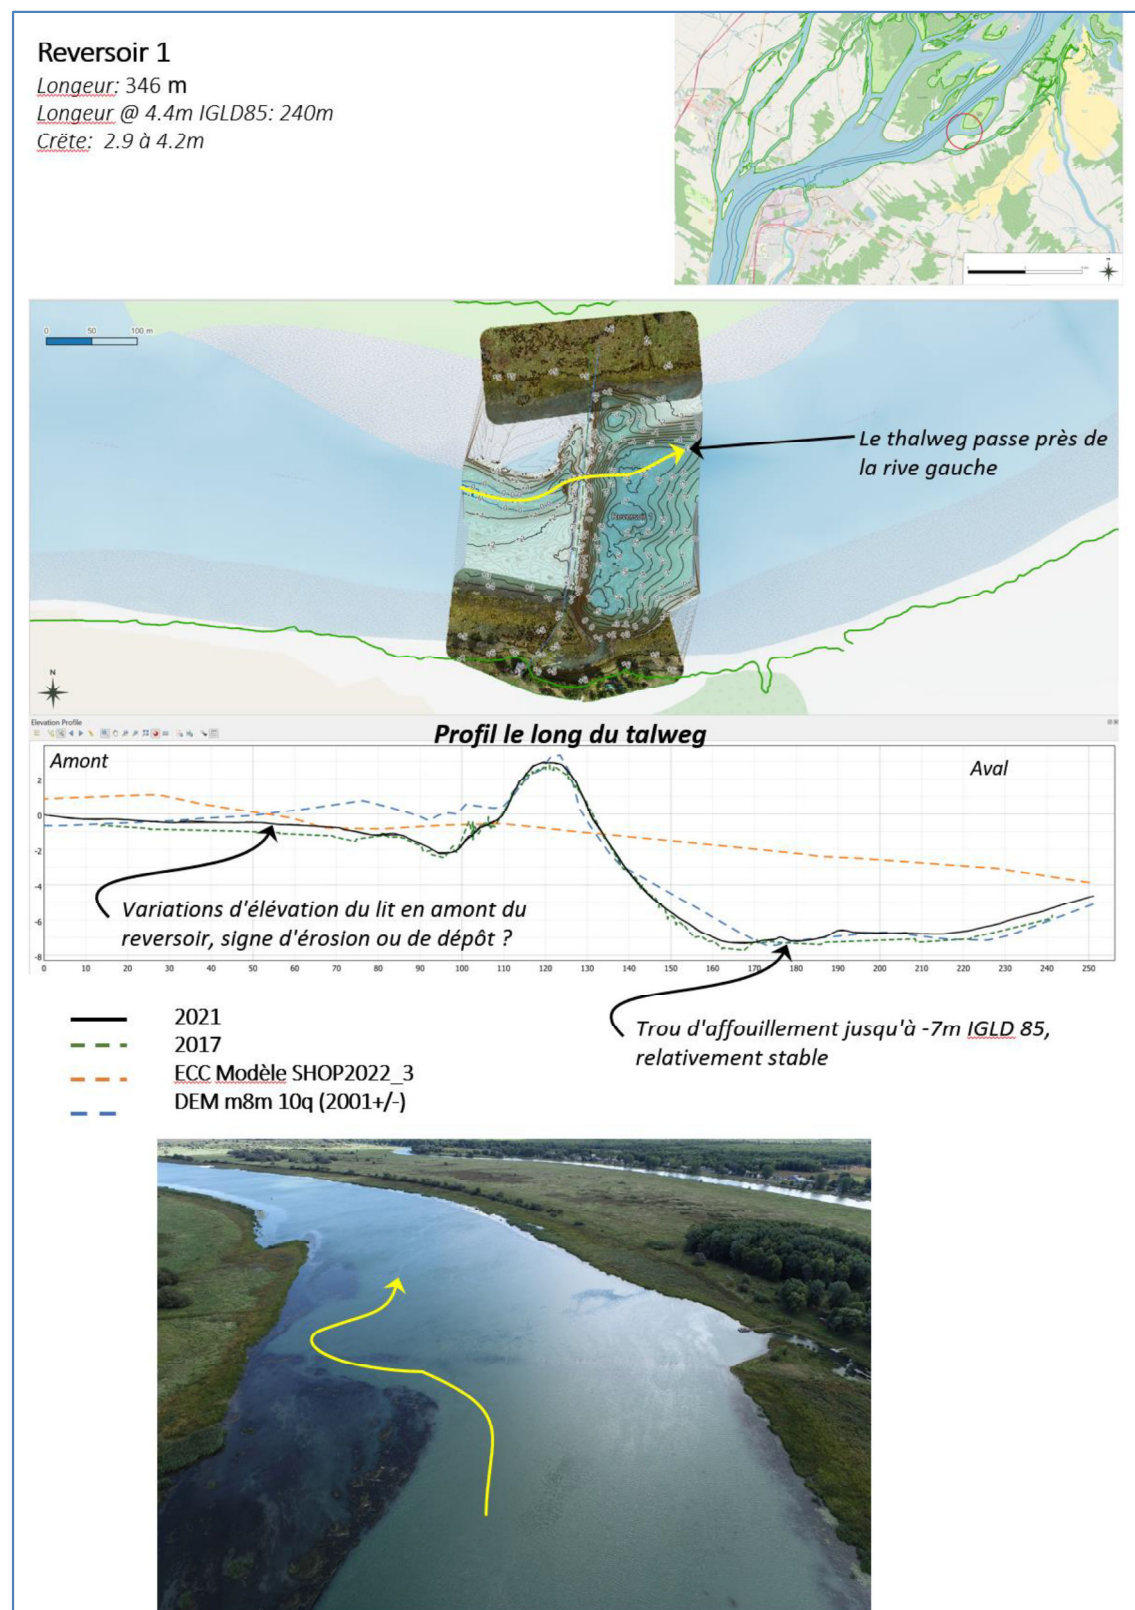 Reversoir 1
Longeur: 346 m
Longeur @ 4.4m IGLD85: 240m
Crëte: 2.9 à 4.2m
0 50 100 m
Le thalweg passe près de
la rive gauche
Reversoir 1
N
Elevation Profile
Profil le long du talweg
Amont
Aval
2
0
-2
-4
-6
-8
Variations d'élévation du lit en amont du
reversoir, signe d'érosion ou de dépôt ?
0 10 20 30 40 50 60 70 80 90 100 110 120 130 140 150 160 170 180 190 200 210 220 230 240 250
Trou d'affouillement jusqu'à -7m IGLD 85,
relativement stable
2021
2017
ECC Modèle SHOP2022_3
DEM m8m 10q (2001+/-)